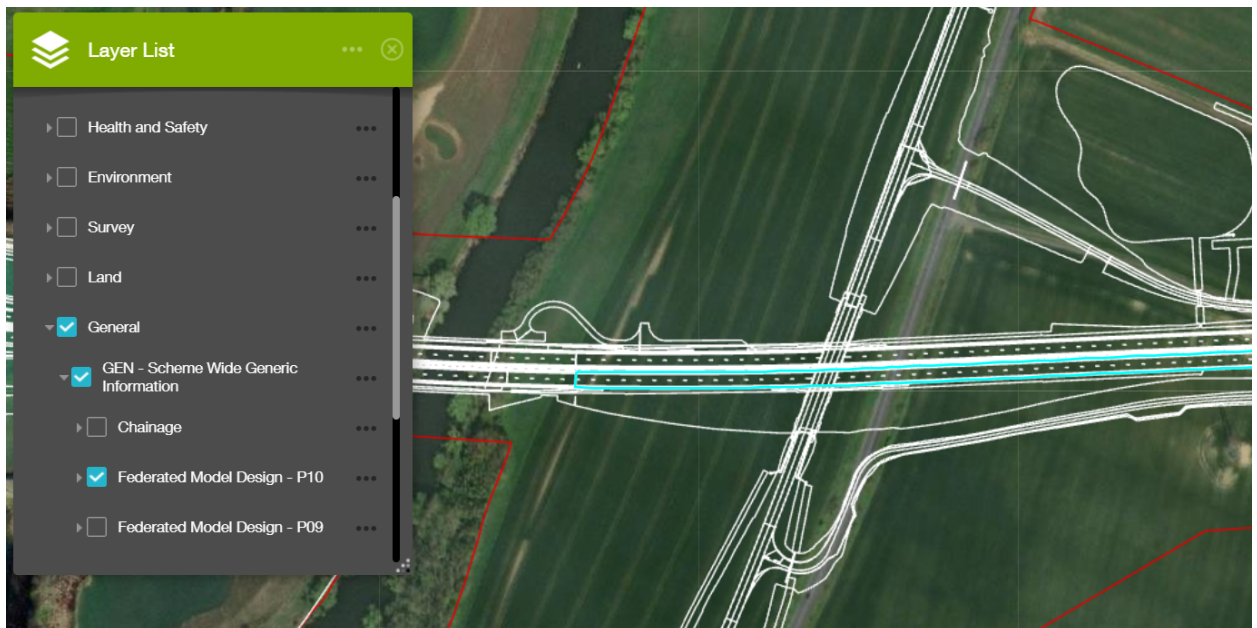 Layer List
Health and Safety
Environment
Survey
Land
General
GEN - Scheme Wide Generic
Information
Chainage
Federated Model Design - P10
Federated Model Design - P09